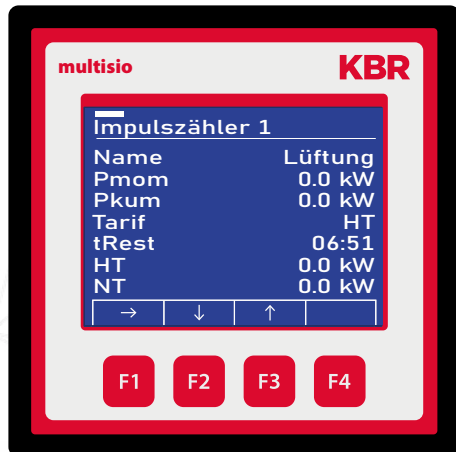 multisio KBR
Impulszähler 1
Name Lüftung
Pmom 0.0 kW
Pkum 0.0 kW
Tarif HT
tRest 06:51
HT 0.0 kW
NT 0.0 kW
→ ↓ ↑
F1 F2 F3 F4